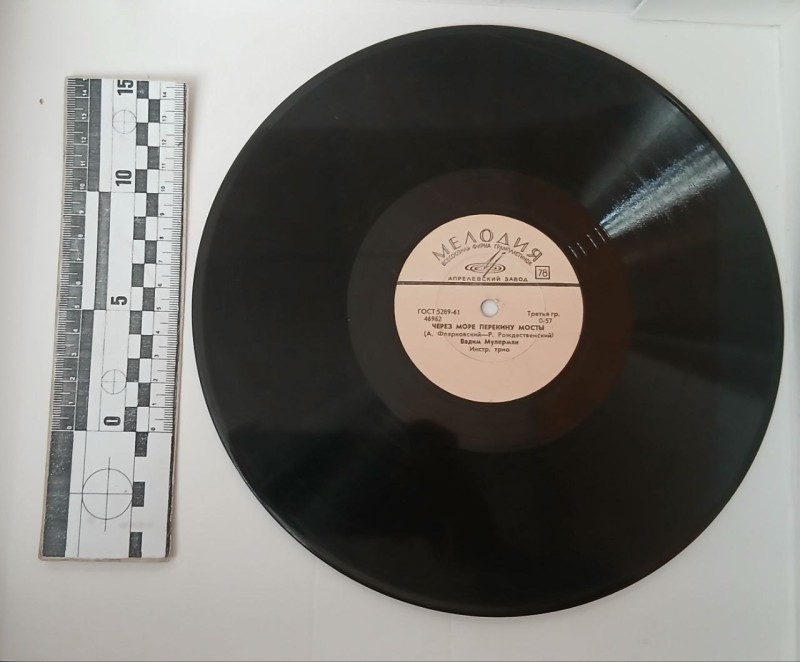 15
10
5
0
МЕЛОДИЯ
ВСЕСОЮЗНАЯ ФИРМА ГРАМПЛАСТИНОК
78
АПРЕЛЕВСКИЙ ЗАВОД
ГОСТ 5289-61 Третья гр.
46962 0-57
ЧЕРЕЗ МОРЕ ПЕРЕКИНУ МОСТЫ
(А. Флярковский—Р. Рождественский)
Вадим Мулерман
Инстр. трио